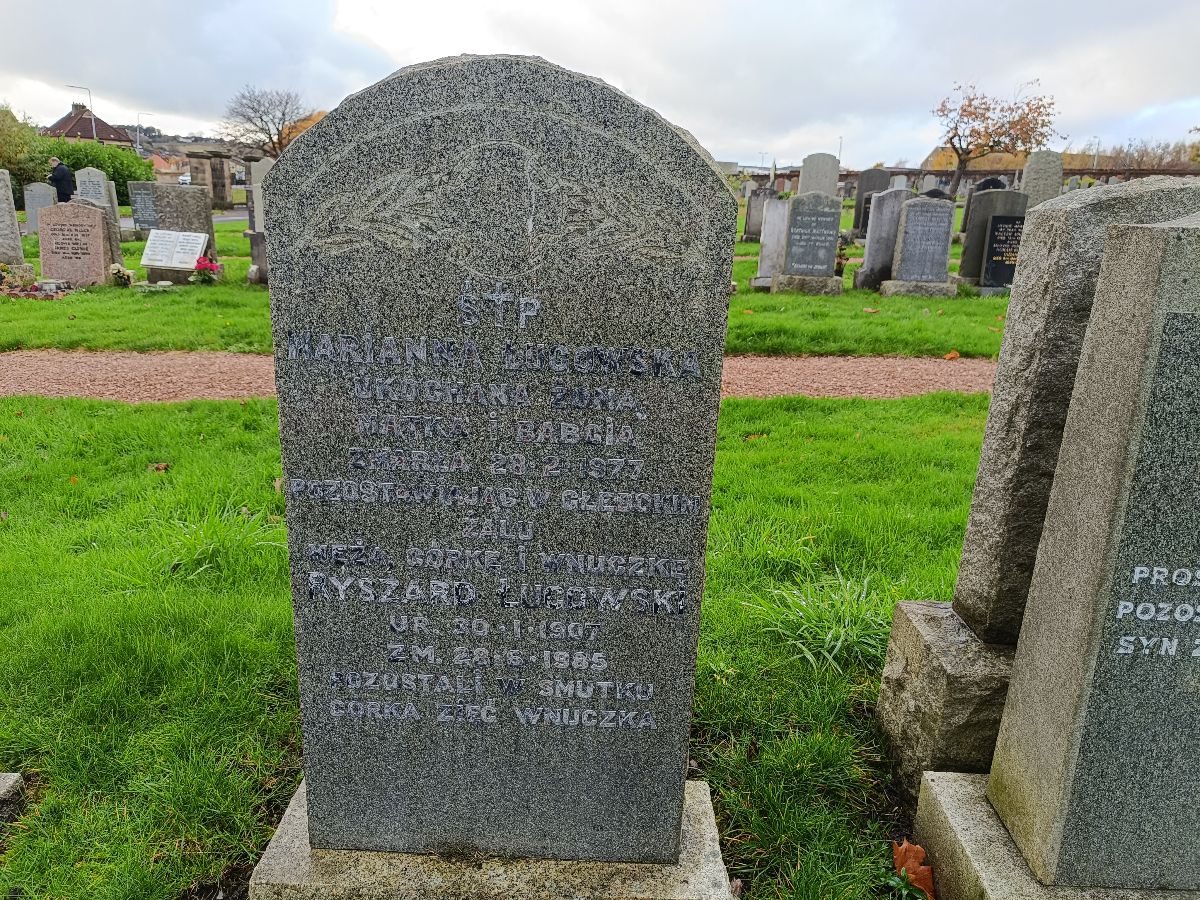 Ś✝P
MARIANNA ŁUGOWSKA
UKOCHANA ŻONA,
MATKA i BABCIA
ZMARŁA 28·2·1977
POZOSTAWIAJĄC W GŁĘBOKIM
ŻALU
MĘŻA, CÓRKĘ i WNUCZKĘ
RYSZARD ŁUGOWSKI
UR. 30·1·1907
ZM. 28·6·1985
POZOSTALI W SMUTKU
CÓRKA ZIĘĆ WNUCZKA
PROS
POZO
SYN